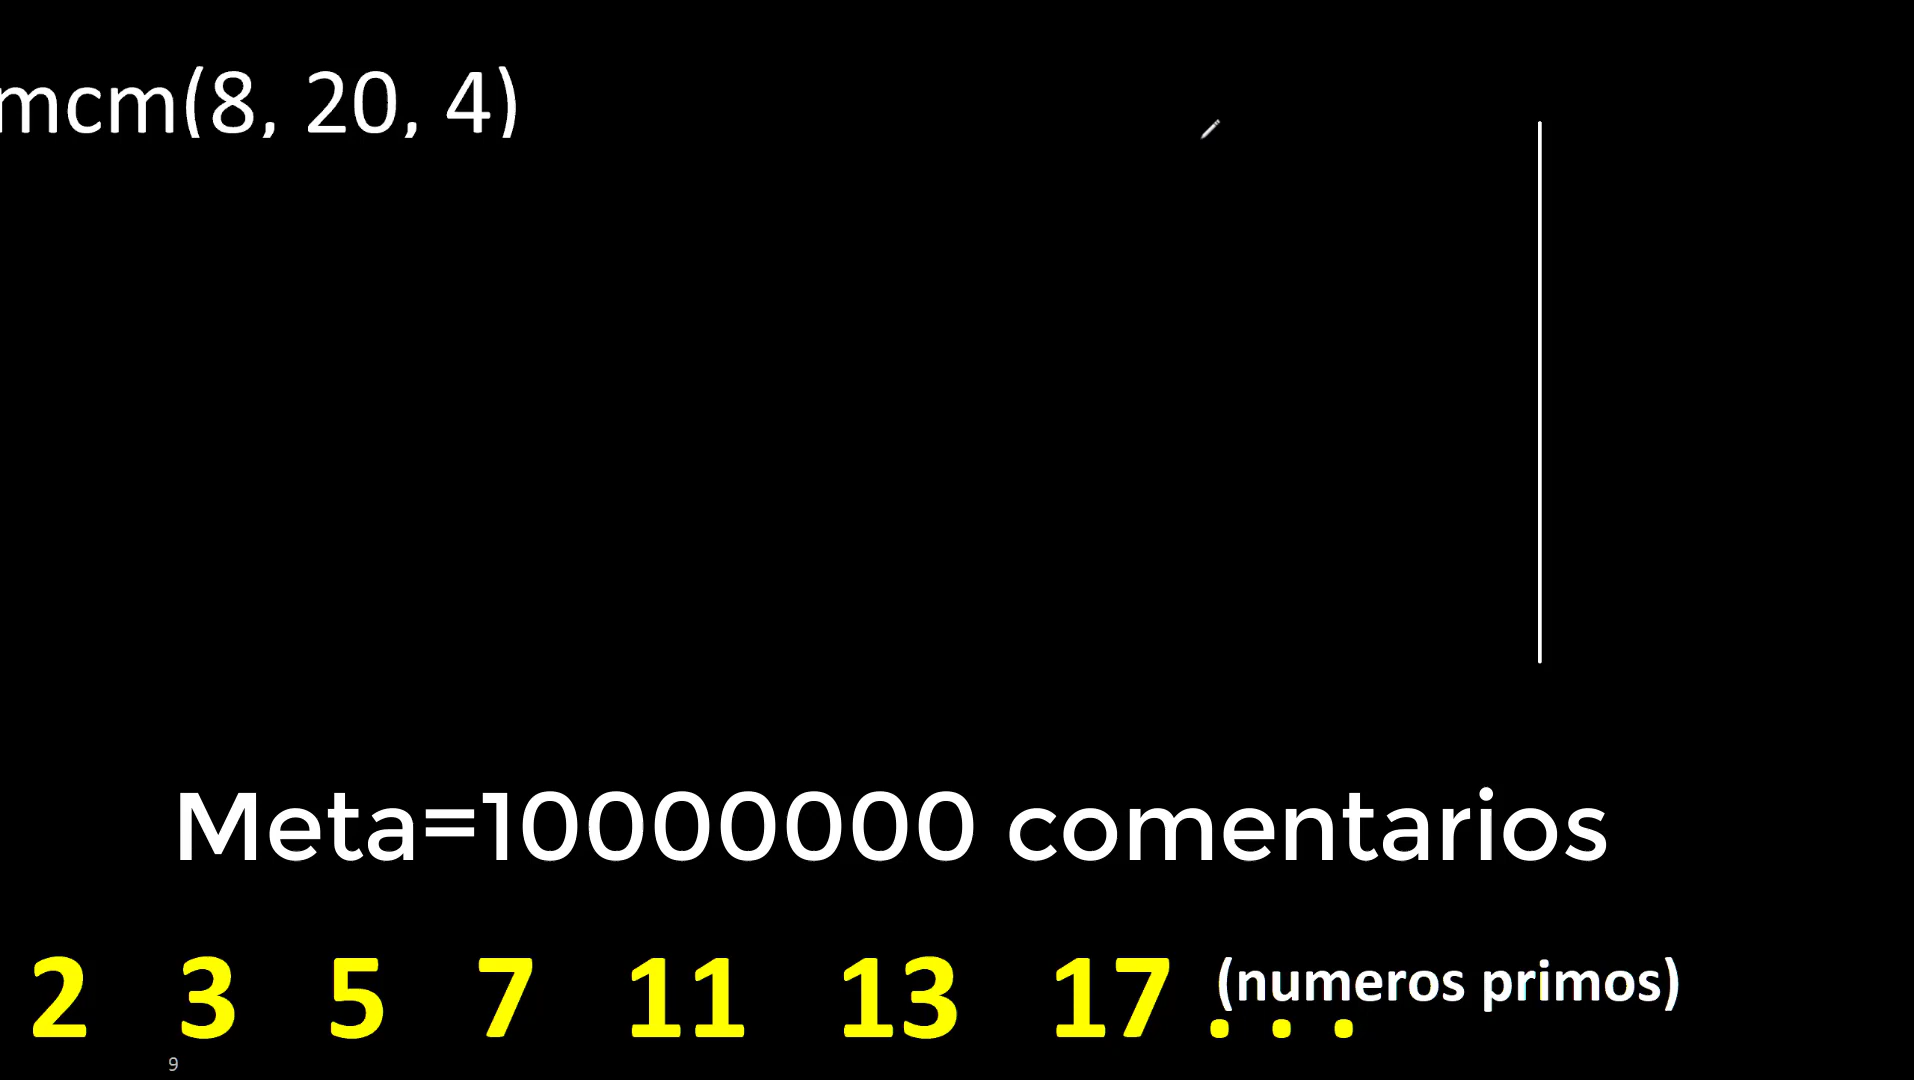 mcm(8, 20, 4)
Meta=10000000 comentarios
2 3 5 7 11 13 17 . . . (numeros primos)
9